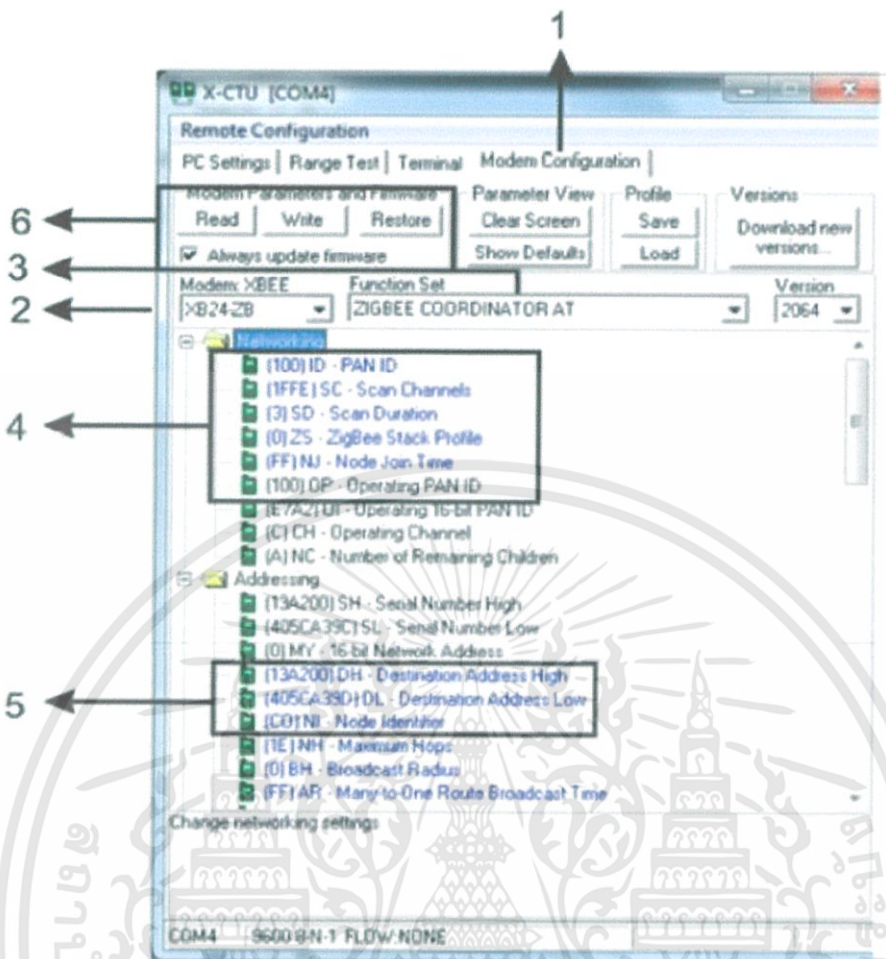 1
X-CTU [COM4]
Remote Configuration
PC Settings | Range Test | Terminal Modem Configuration |
Modem Parameters and Firmware Parameter View Profile Versions
6 Read Write Restore Clear Screen Save Download new versions...
Always update firmware Show Defaults Load
3
Modem: XBEE Function Set Version
2 XB24-ZB ZIGBEE COORDINATOR AT 2064
Networking
(100) ID - PAN ID
(1FFE) SC - Scan Channels
(3) SD - Scan Duration
4 (0) ZS - ZigBee Stack Profile
(FF) NJ - Node Join Time
(100) OP - Operating PAN ID
(E7A2) OI - Operating 16-bit PAN ID
(C) CH - Operating Channel
(A) NC - Number of Remaining Children
Addressing
(13A200) SH - Serial Number High
(405CA39C) SL - Serial Number Low
(0) MY - 16-bit Network Address
(13A200) DH - Destination Address High
5 (405CA39D) DL - Destination Address Low
(CO) NI - Node Identifier
(1E) NH - Maximum Hops
(0) BH - Broadcast Radius
(FF) AR - Many-to-One Route Broadcast Time
Change networking settings
COM4 9600 8-N-1 FLOW:NONE